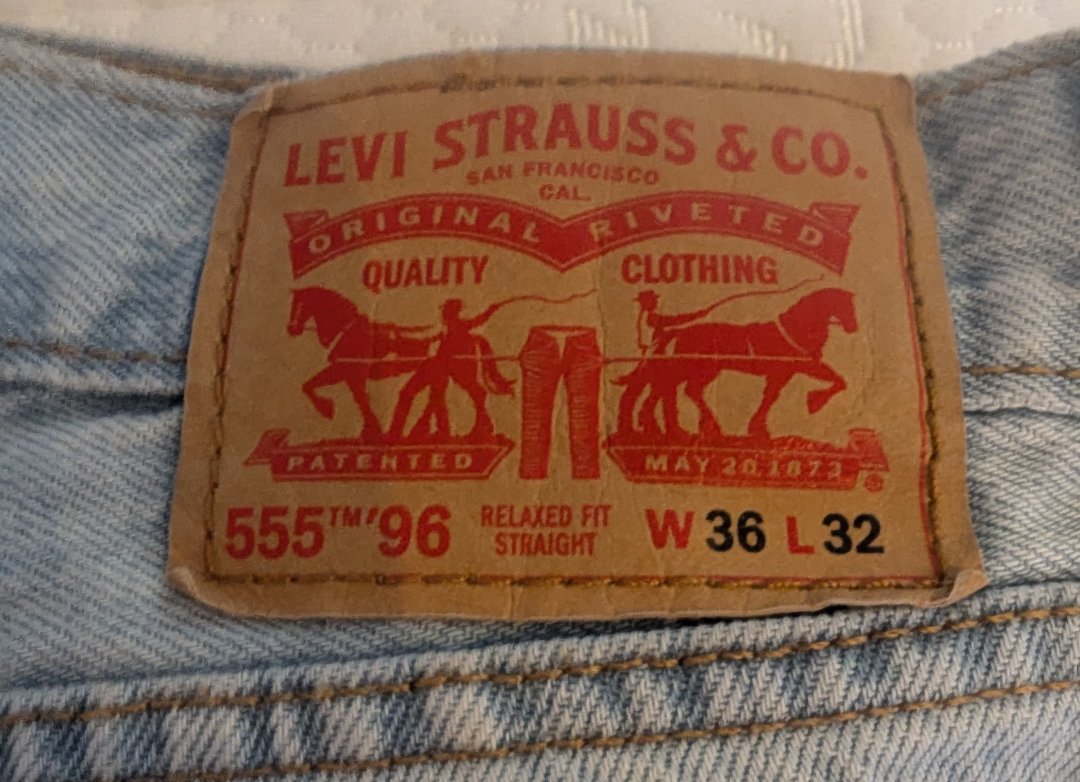 LEVI STRAUSS & CO.
SAN FRANCISCO
CAL.
ORIGINAL RIVETED
QUALITY CLOTHING
PATENTED MAY 20 1873 ®
555™'96 RELAXED FIT STRAIGHT W 36 L 32